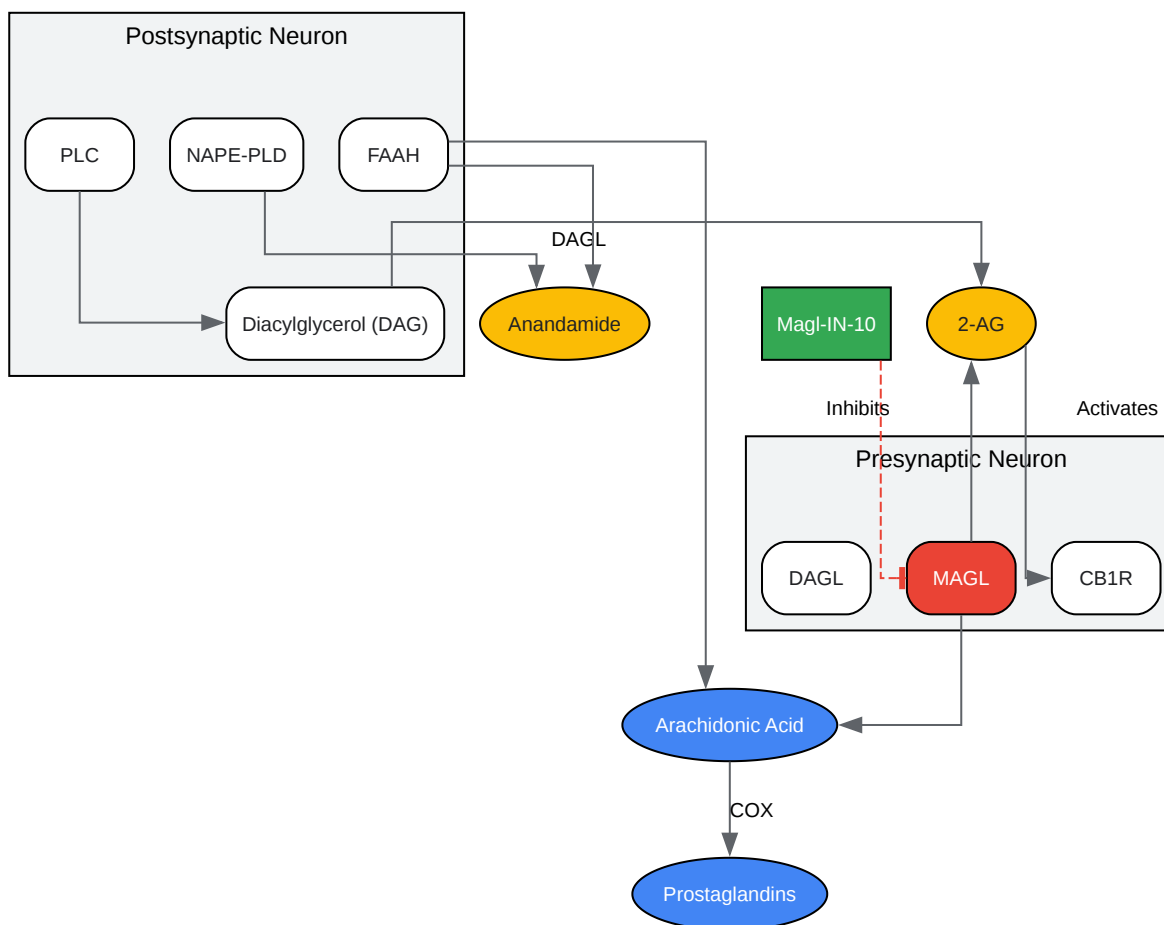 Postsynaptic Neuron
PLC
NAPE-PLD
FAAH
DAGL
Diacylglycerol (DAG)
Anandamide
Magl-IN-10
2-AG
Inhibits
Activates
Presynaptic Neuron
DAGL
MAGL
CB1R
Arachidonic Acid
COX
Prostaglandins